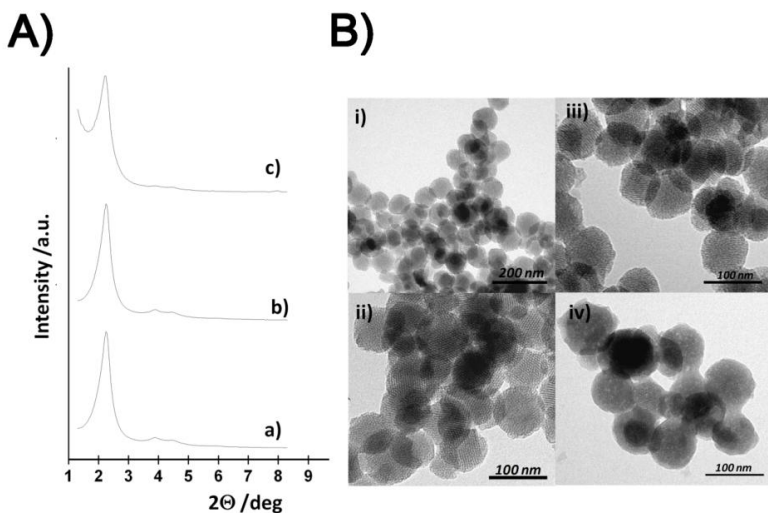 A)
B)
Intensity /a.u.
c)
b)
a)
1 2 3 4 5 6 7 8 9
2Θ /deg
i)
200 nm
iii)
100 nm
ii)
100 nm
iv)
100 nm